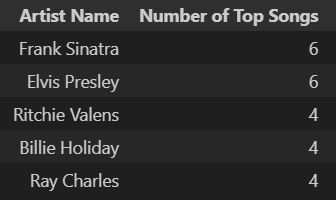 Artist Name Number of Top Songs
Frank Sinatra 6
Elvis Presley 6
Ritchie Valens 4
Billie Holiday 4
Ray Charles 4